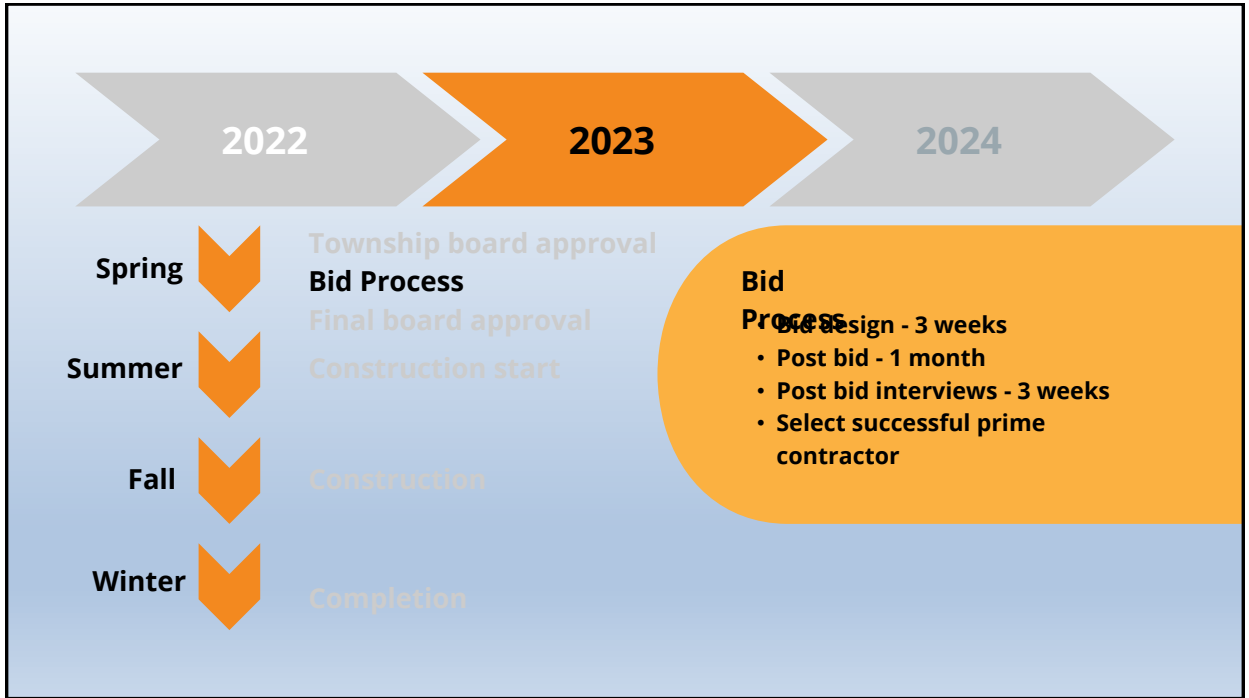 2022
2023
2024
Spring
Township board approval
Bid Process
Final board approval
Summer
Construction start
Fall
Construction
Winter
Completion
Bid
Process
• Bid design - 3 weeks
• Post bid - 1 month
• Post bid interviews - 3 weeks
• Select successful prime
contractor